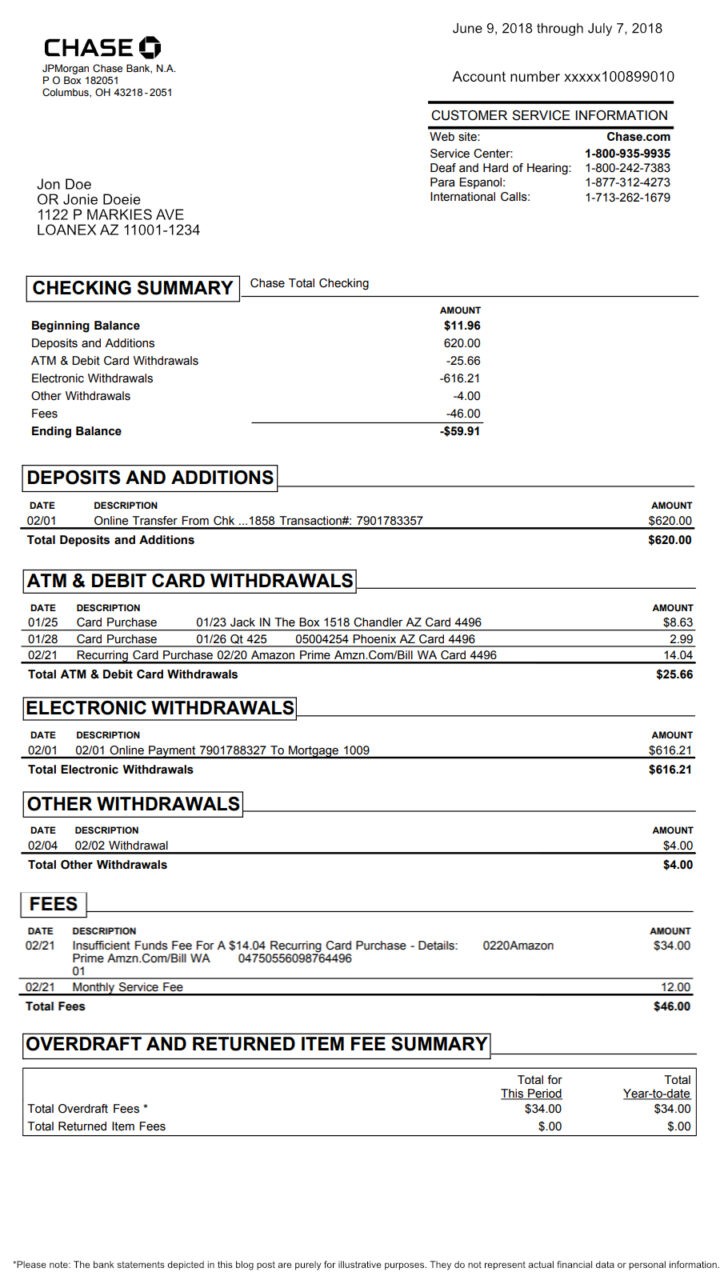 June 9, 2018 through July 7, 2018
CHASE
JPMorgan Chase Bank, N.A.
P O Box 182051
Columbus, OH 43218-2051
Account number xxxxx100899010
CUSTOMER SERVICE INFORMATION
Web site: Chase.com
Service Center: 1-800-935-9935
Deaf and Hard of Hearing: 1-800-242-7383
Para Espanol: 1-877-312-4273
International Calls: 1-713-262-1679
Jon Doe
OR Jonie Doeie
1122 P MARKIES AVE
LOANEX AZ 11001-1234
CHECKING SUMMARY Chase Total Checking
AMOUNT
Beginning Balance $11.96
Deposits and Additions 620.00
ATM & Debit Card Withdrawals -25.66
Electronic Withdrawals -616.21
Other Withdrawals -4.00
Fees -46.00
Ending Balance -$59.91
DEPOSITS AND ADDITIONS
DATE DESCRIPTION AMOUNT
02/01 Online Transfer From Chk ...1858 Transaction#: 7901783357 $620.00
Total Deposits and Additions $620.00
ATM & DEBIT CARD WITHDRAWALS
DATE DESCRIPTION AMOUNT
01/25 Card Purchase 01/23 Jack IN The Box 1518 Chandler AZ Card 4496 $8.63
01/28 Card Purchase 01/26 Qt 425 05004254 Phoenix AZ Card 4496 2.99
02/21 Recurring Card Purchase 02/20 Amazon Prime Amzn.Com/Bill WA Card 4496 14.04
Total ATM & Debit Card Withdrawals $25.66
ELECTRONIC WITHDRAWALS
DATE DESCRIPTION AMOUNT
02/01 02/01 Online Payment 7901788327 To Mortgage 1009 $616.21
Total Electronic Withdrawals $616.21
OTHER WITHDRAWALS
DATE DESCRIPTION AMOUNT
02/04 02/02 Withdrawal $4.00
Total Other Withdrawals $4.00
FEES
DATE DESCRIPTION AMOUNT
02/21 Insufficient Funds Fee For A $14.04 Recurring Card Purchase - Details: 0220Amazon $34.00
Prime Amzn.Com/Bill WA 04750556098764496
01
02/21 Monthly Service Fee 12.00
Total Fees $46.00
OVERDRAFT AND RETURNED ITEM FEE SUMMARY
Total for Total
This Period Year-to-date
Total Overdraft Fees * $34.00 $34.00
Total Returned Item Fees $.00 $.00
*Please note: The bank statements depicted in this blog post are purely for illustrative purposes. They do not represent actual financial data or personal information.